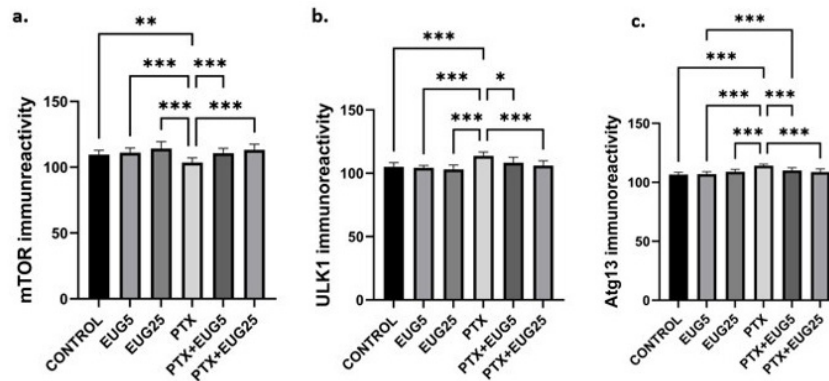 a.
**
*** ***
*** ***
mTOR immunreactivity
150
100
50
0
CONTROL
EUG5
EUG25
PTX
PTX+EUG5
PTX+EUG25
b.
***
*** *
*** ***
ULK1 immunoreactivity
150
100
50
0
CONTROL
EUG5
EUG25
PTX
PTX+EUG5
PTX+EUG25
c.
***
***
*** ***
*** ***
Atg13 immunoreactivity
150
100
50
0
CONTROL
EUG5
EUG25
PTX
PTX+EUG5
PTX+EUG25